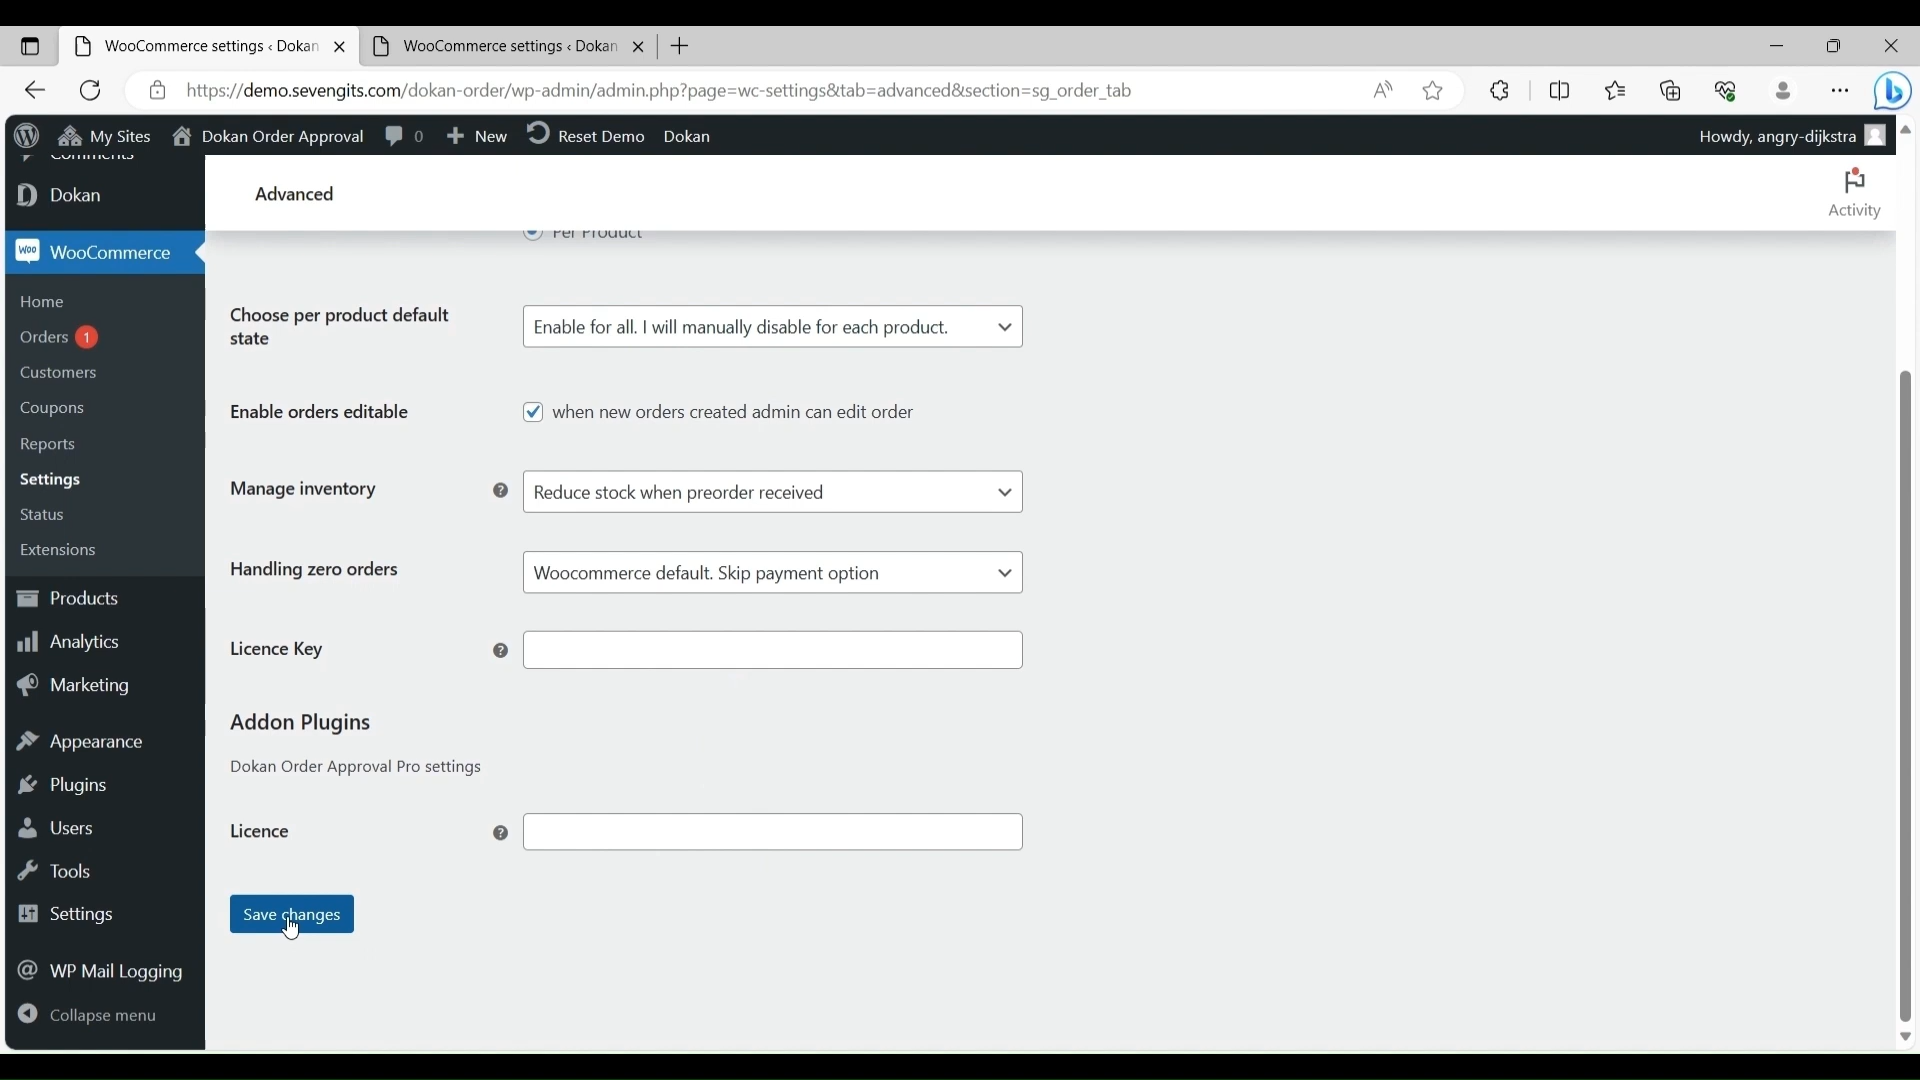 WooCommerce settings ‹ Dokan
WooCommerce settings ‹ Dokan
https://demo.sevengits.com/dokan-order/wp-admin/admin.php?page=wc-settings&tab=advanced&section=sg_order_tab
My Sites
Dokan Order Approval
0
New
Reset Demo
Dokan
Howdy, angry-dijkstra
Comments
Dokan
WooCommerce
Home
Orders 1
Customers
Coupons
Reports
Settings
Status
Extensions
Products
Analytics
Marketing
Appearance
Plugins
Users
Tools
Settings
WP Mail Logging
Collapse menu
Advanced
Activity
Per Product
Choose per product default
state
Enable for all. I will manually disable for each product.
Enable orders editable
when new orders created admin can edit order
Manage inventory
Reduce stock when preorder received
Handling zero orders
Woocommerce default. Skip payment option
Licence Key
Addon Plugins
Dokan Order Approval Pro settings
Licence
Save changes